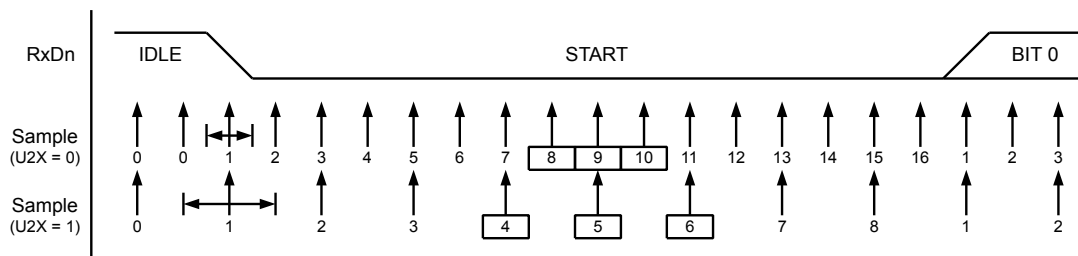 RxDn IDLE START BIT 0
Sample
(U2X = 0)
0 0 1 2 3 4 5 6 7 8 9 10 11 12 13 14 15 16 1 2 3
Sample
(U2X = 1)
0 1 2 3 4 5 6 7 8 1 2